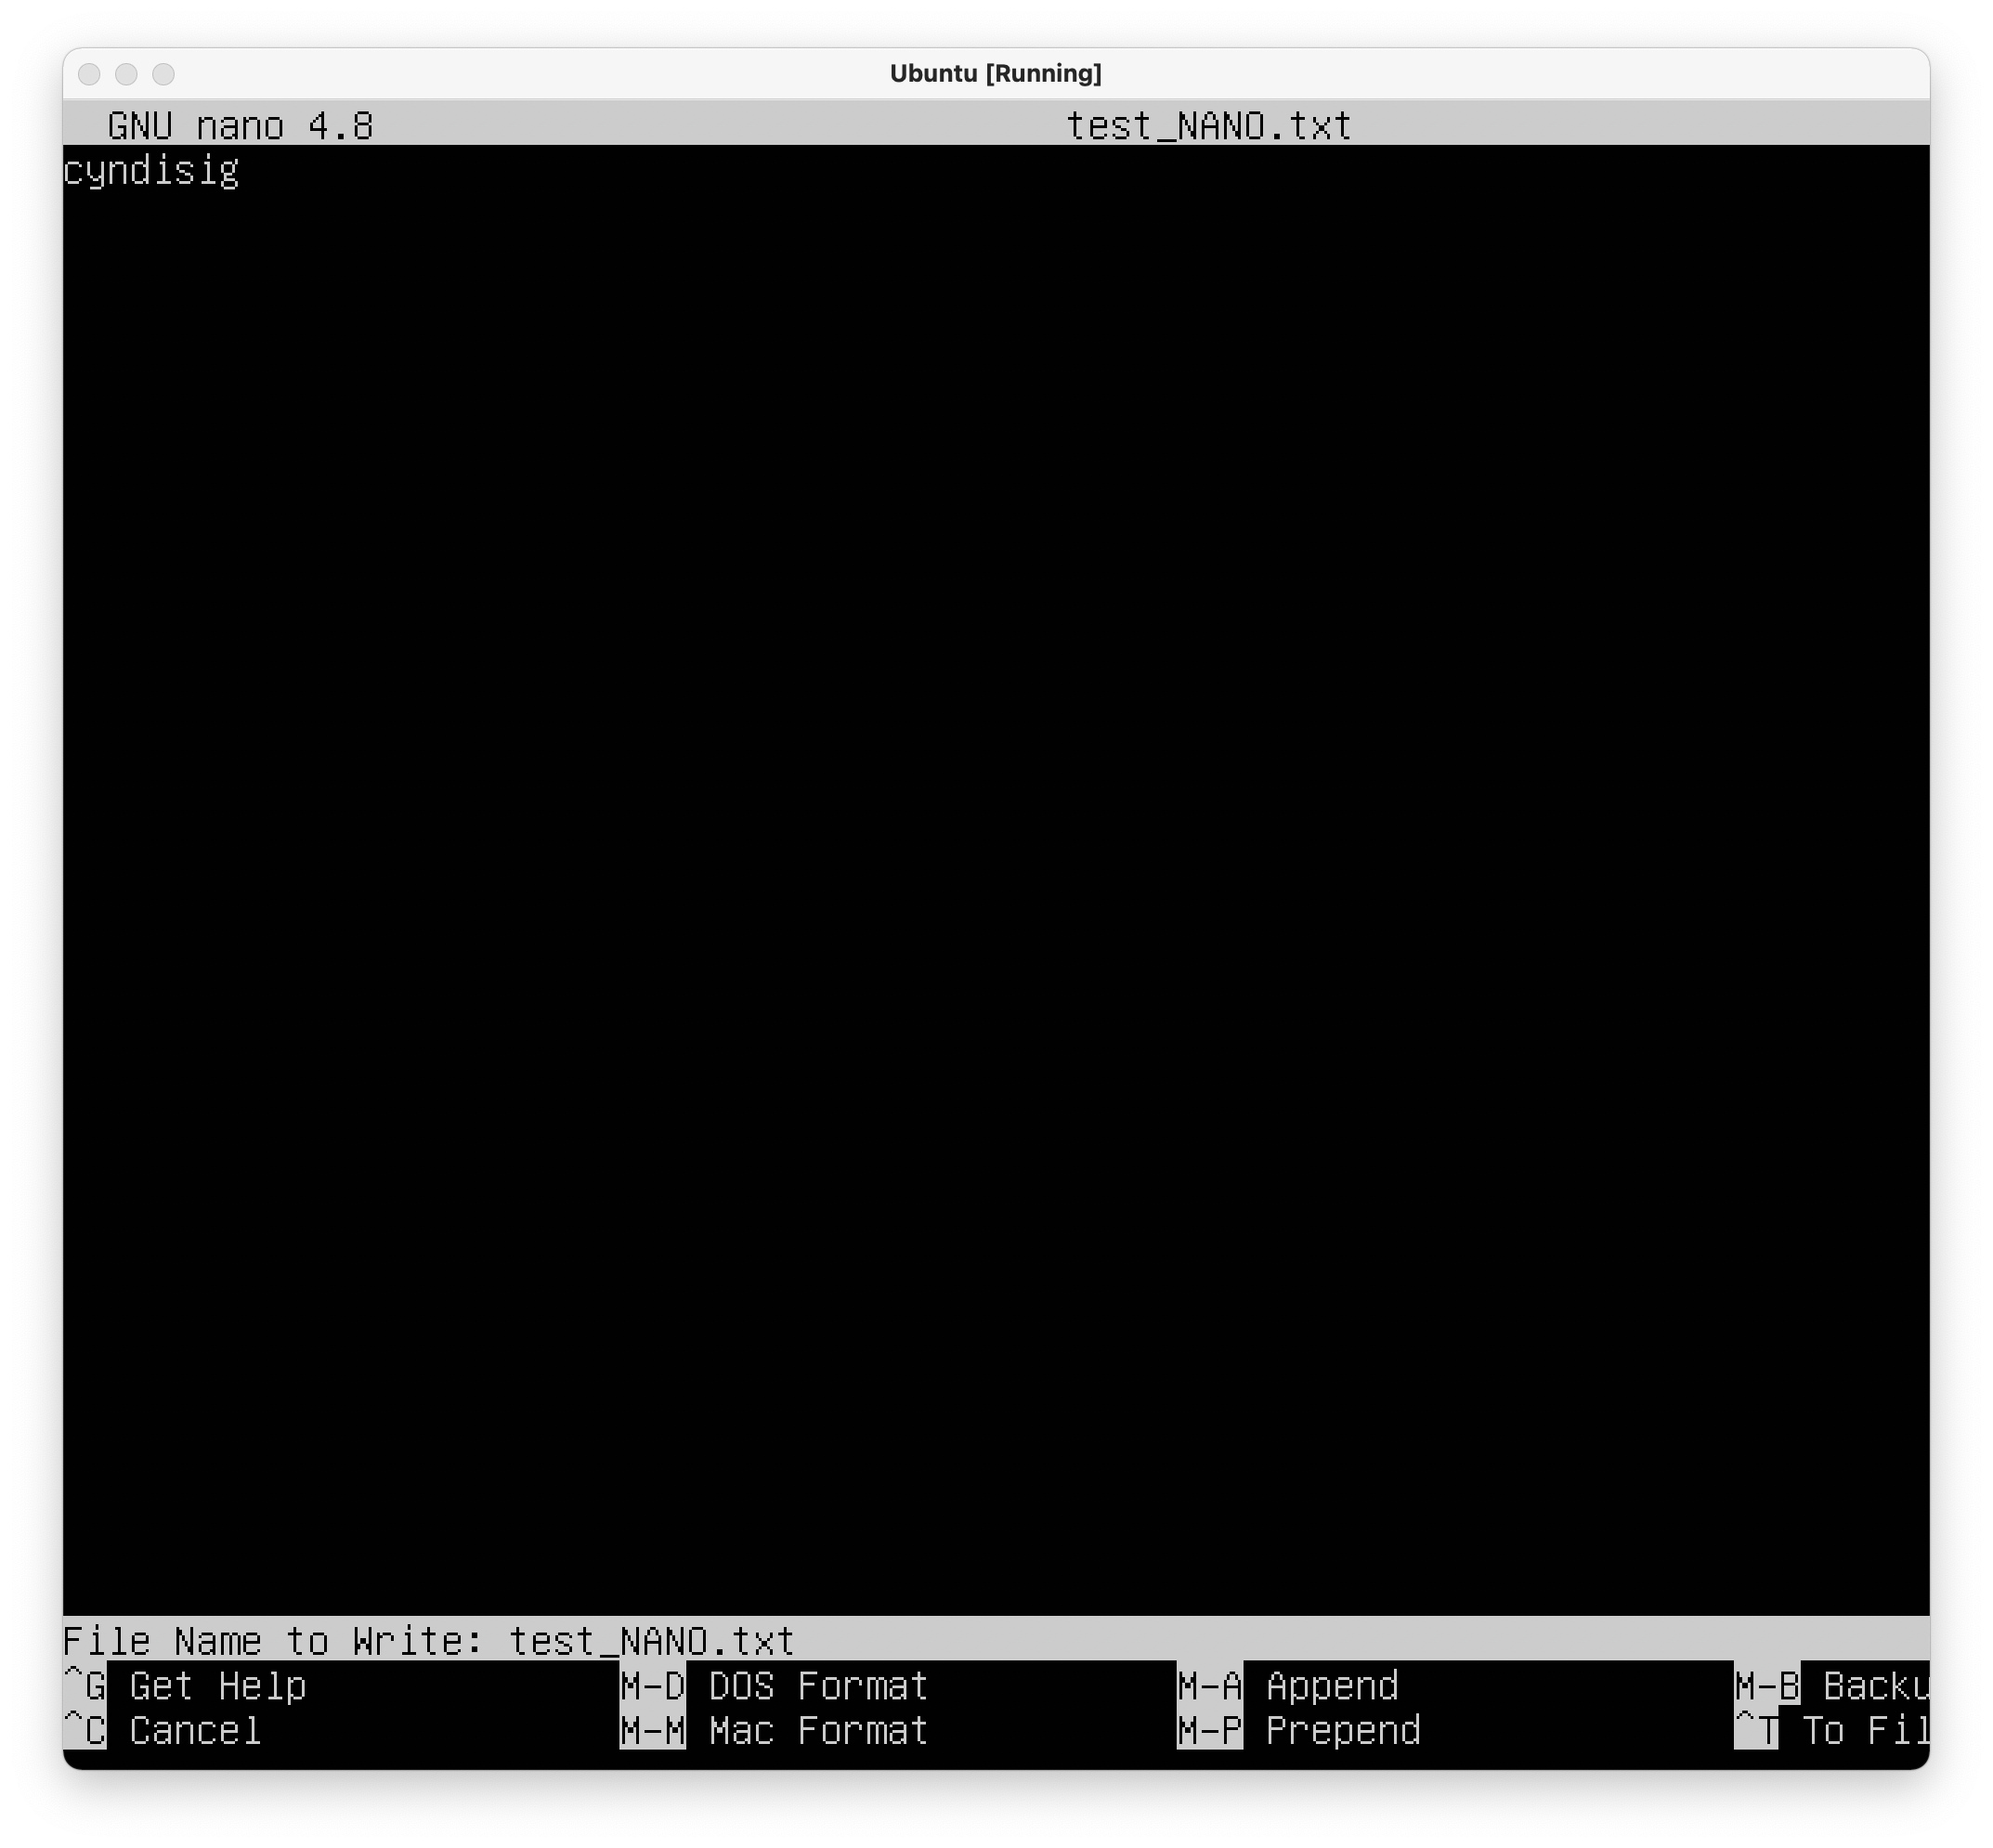 Ubuntu [Running]
GNU nano 4.8 test_NANO.txt
cyndisig
File Name to Write: test_NANO.txt
^G Get Help M-D DOS Format M-A Append M-B Backu
^C Cancel M-M Mac Format M-P Prepend ^T To Fil